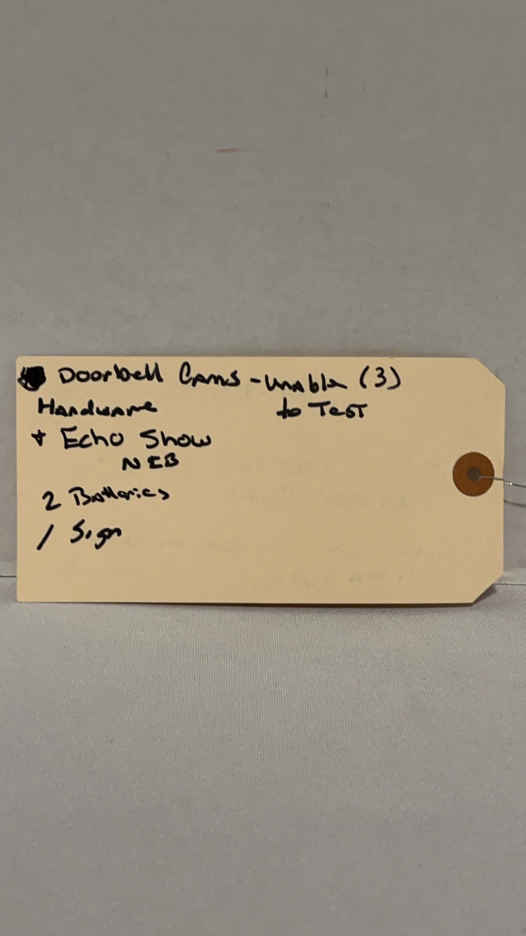 Doorbell Cams - unable (3)
to Test
Hardware
+ Echo Show
NIB
2 Batteries
1 Sign